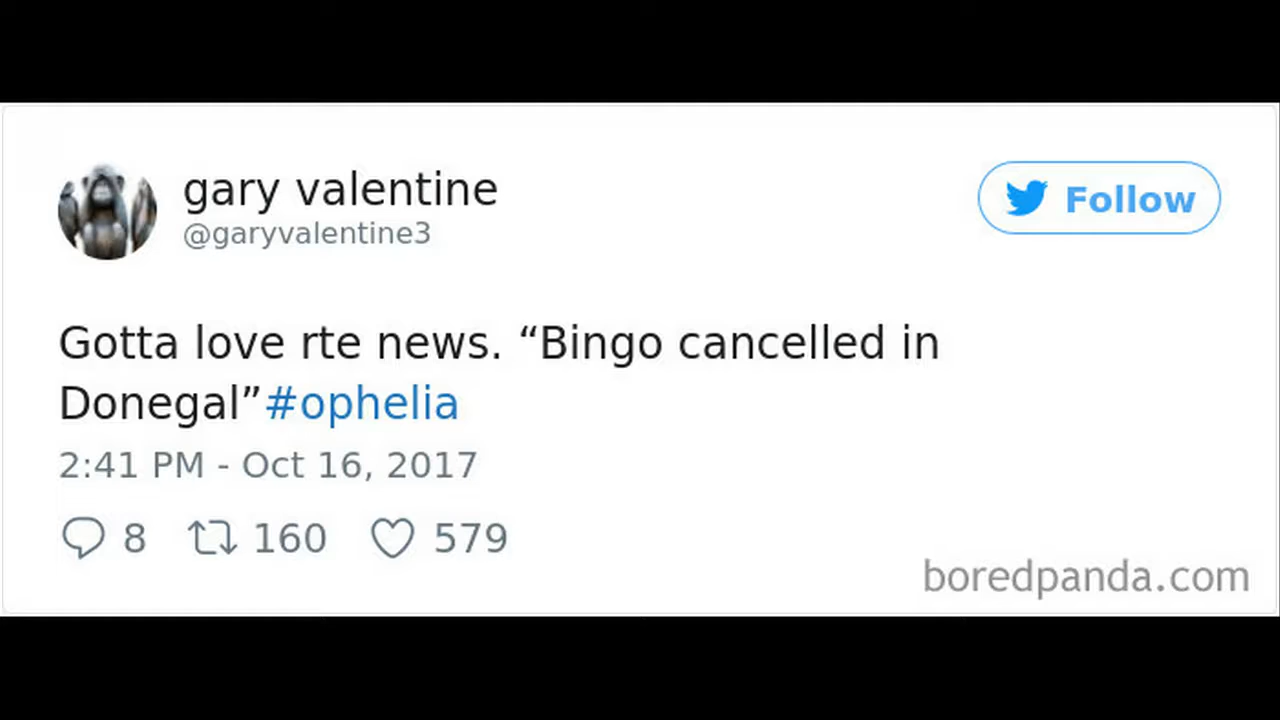 gary valentine
@garyvalentine3
Follow
Gotta love rte news. “Bingo cancelled in
Donegal”#ophelia
2:41 PM - Oct 16, 2017
8 160 579
boredpanda.com